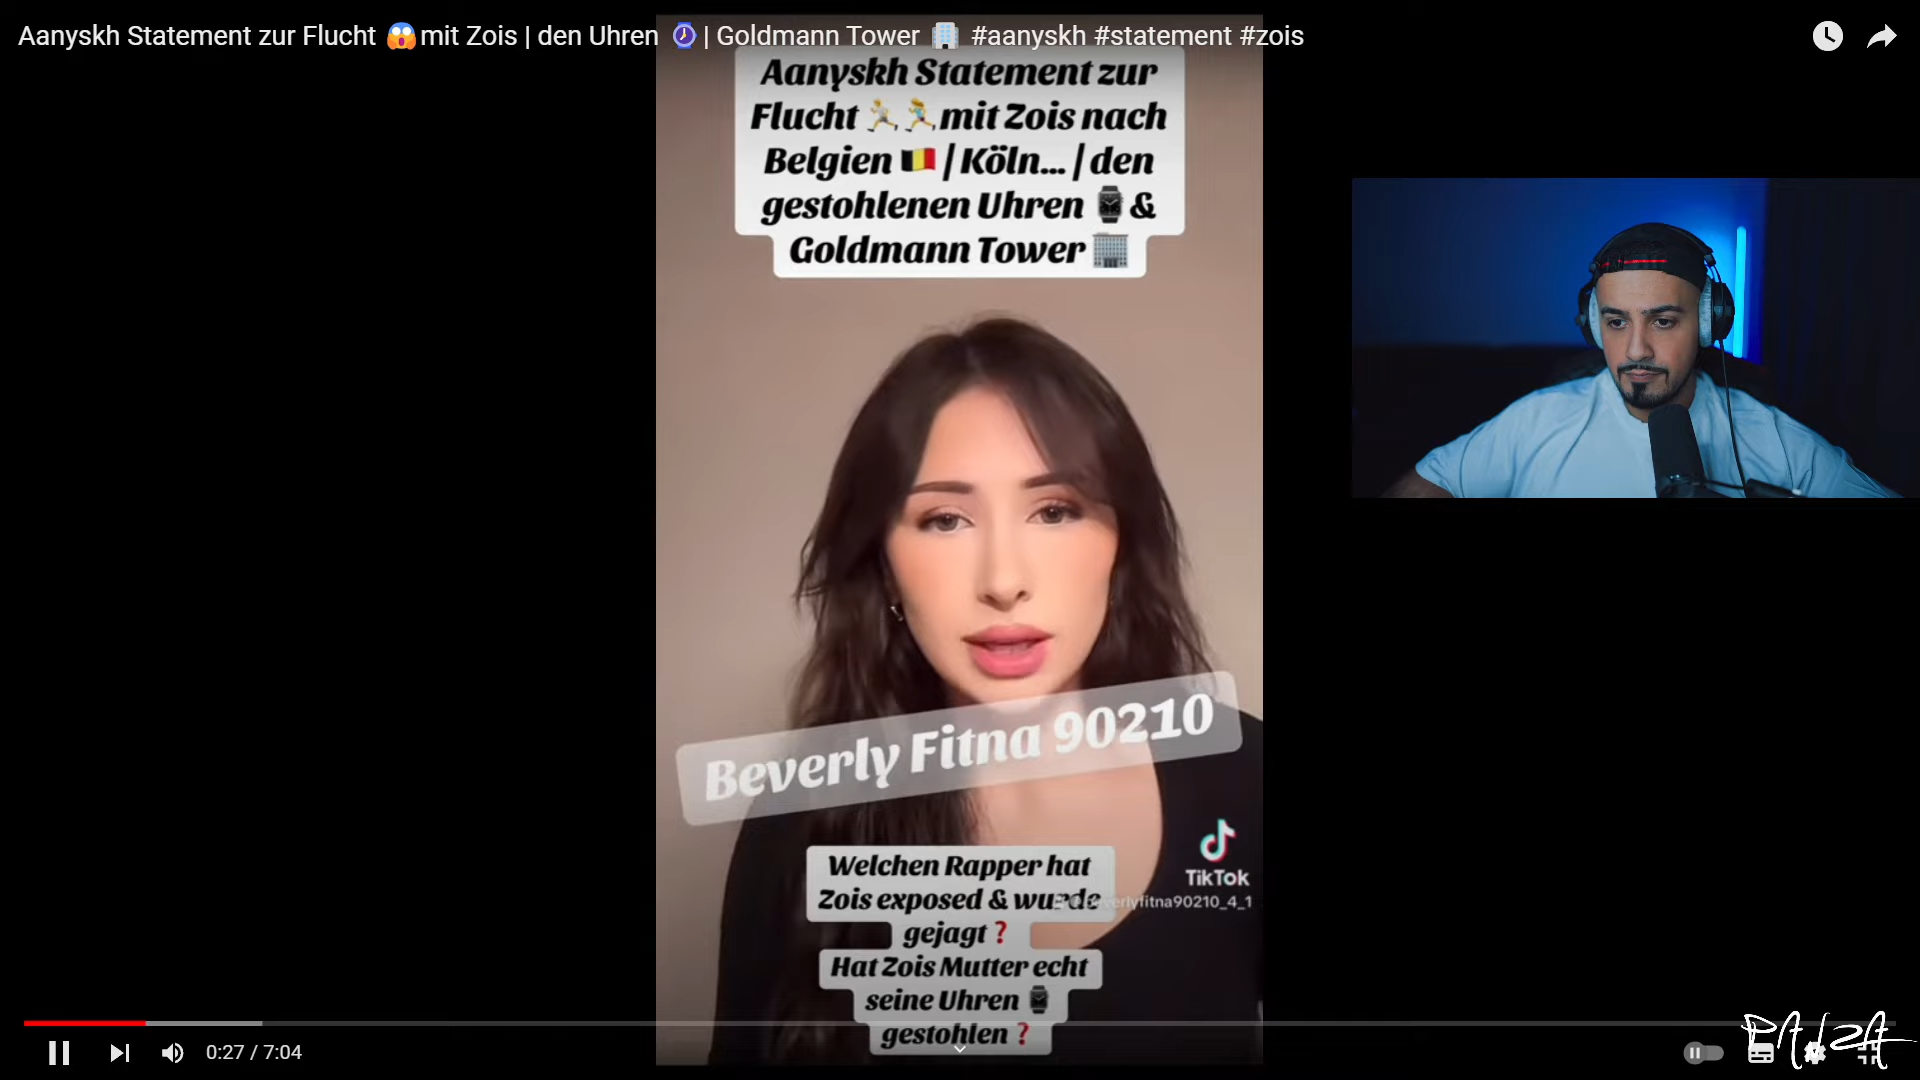 Aanyskh Statement zur Flucht 😱mit Zois | den Uhren ⌚ | Goldmann Tower 🏢 #aanyskh #statement #zois
Aanyskh Statement zur
Flucht 🏃🏃‍♀️mit Zois nach
Belgien 🇧🇪 | Köln... | den
gestohlenen Uhren ⌚&
Goldmann Tower 🏢
Beverly Fitna 90210
Welchen Rapper hat
Zois exposed & wurde
gejagt❓
Hat Zois Mutter echt
seine Uhren ⌚
gestohlen❓
TikTok
0:27 / 7:04